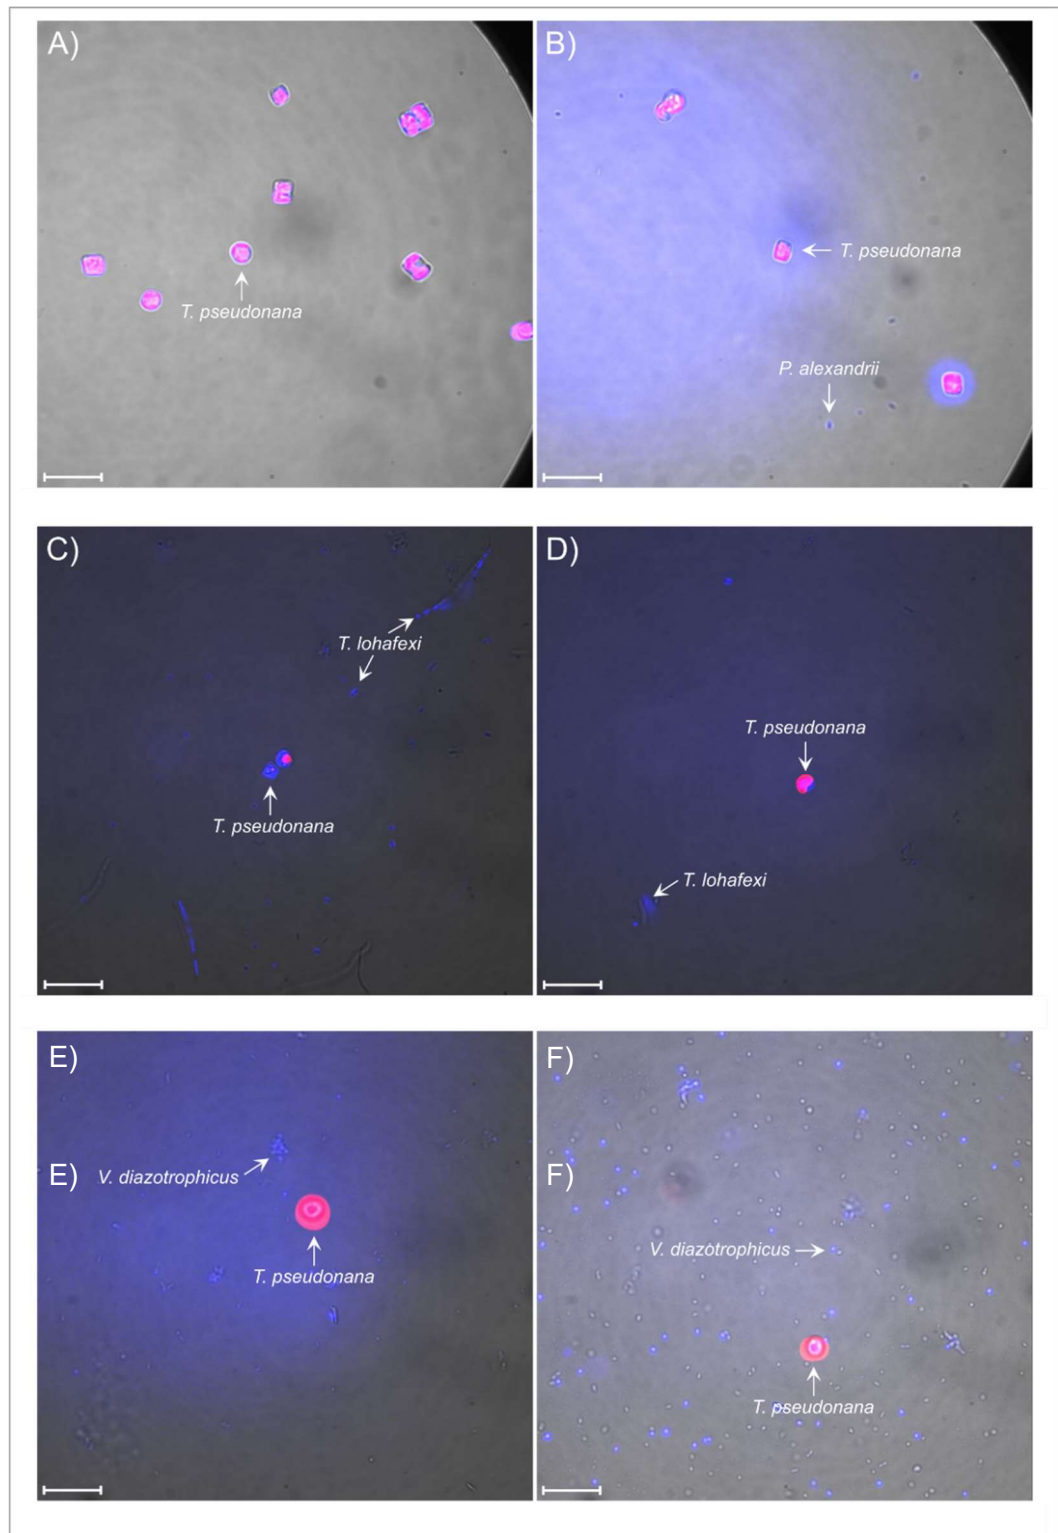 A)
T. pseudonana
B)
T. pseudonana
P. alexandrii
C)
T. lohafexi
T. pseudonana
D)
T. pseudonana
T. lohafexi
E)
E)
V. diazotrophicus
T. pseudonana
F)
F)
V. diazotrophicus
T. pseudonana